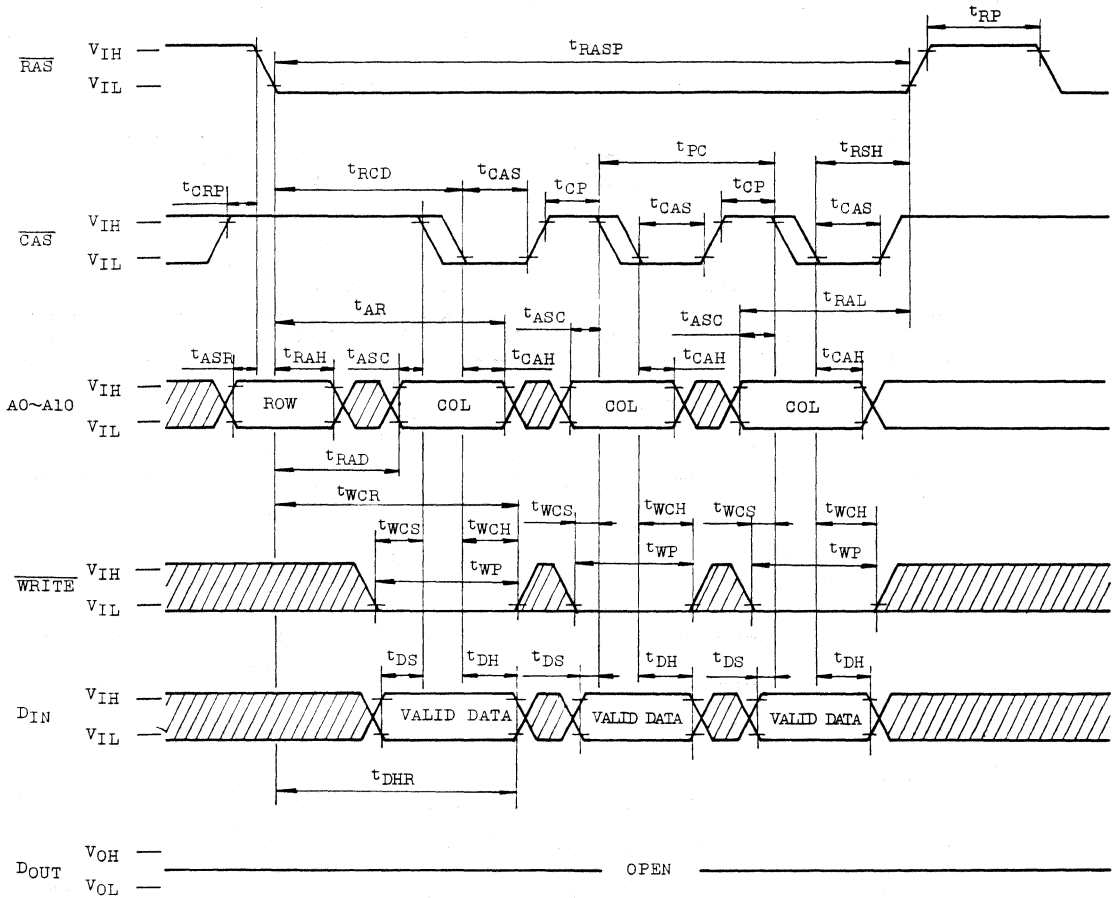 tRP
RAS VIH tRASP
VIL
tPC tRSH
tCRP tRCD tCAS tCP tCP
CAS VIH tCAS tCAS
VIL
tAR tASC tASC tRAL
tASR tRAH tASC tCAH tCAH tCAH
A0~A10 VIH
ROW COL COL COL
VIL
tRAD
tWCR
tWCS tWCH tWCS tWCH tWCS tWCH
tWP tWP tWP
WRITE VIH
VIL
tDS tDH tDS tDH tDS tDH
DIN VIH
VALID DATA VALID DATA VALID DATA
VIL
tDHR
DOUT VOH
OPEN
VOL